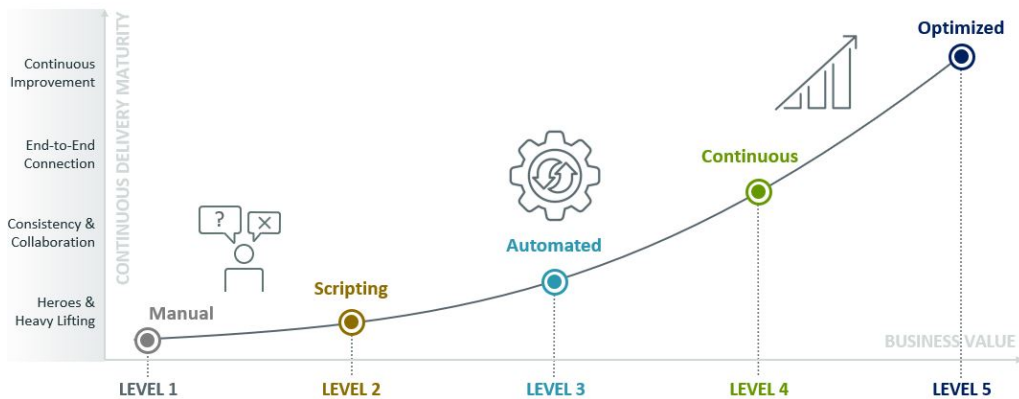 Optimized
Continuous
Improvement
CONTINUOUS DELIVERY MATURITY
End-to-End
Connection
Continuous
?
X
Consistency &
Collaboration
Automated
Scripting
Heroes &
Heavy Lifting
Manual
BUSINESS VALUE
LEVEL 1
LEVEL 2
LEVEL 3
LEVEL 4
LEVEL 5